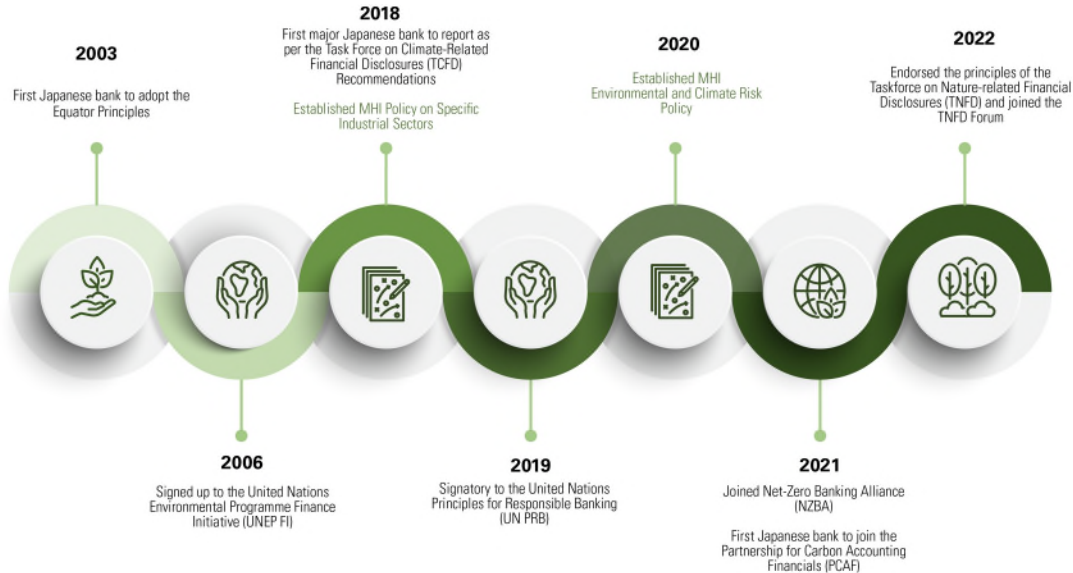 2003
First Japanese bank to adopt the
Equator Principles
2018
First major Japanese bank to report as
per the Task Force on Climate-Related
Financial Disclosures (TCFD)
Recommendations
Established MHI Policy on Specific
Industrial Sectors
2020
Established MHI
Environmental and Climate Risk
Policy
2022
Endorsed the principles of the
Taskforce on Nature-related Financial
Disclosures (TNFD) and joined the
TNFD Forum
2006
Signed up to the United Nations
Environmental Programme Finance
Initiative (UNEP FI)
2019
Signatory to the United Nations
Principles for Responsible Banking
(UN PRB)
2021
Joined Net-Zero Banking Alliance
(NZBA)
First Japanese bank to join the
Partnership for Carbon Accounting
Financials (PCAF)